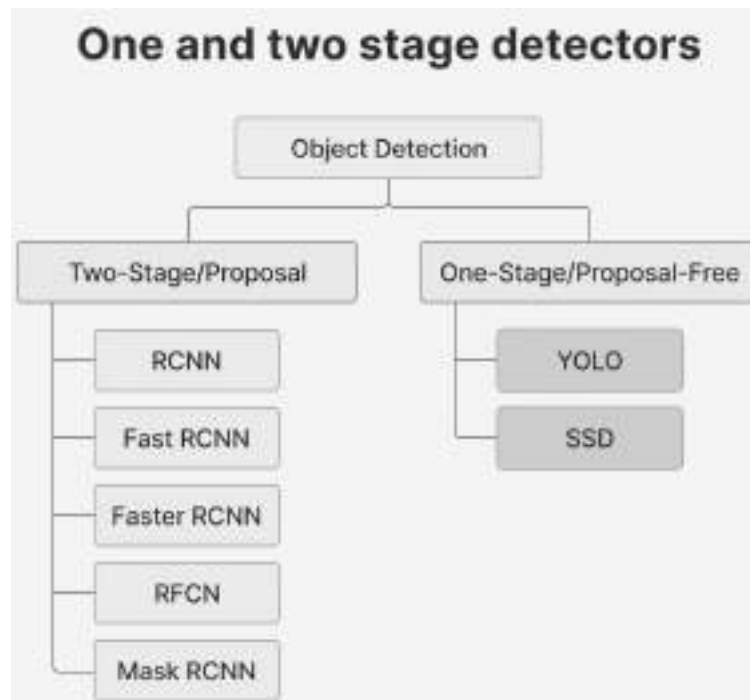 One and two stage detectors
Object Detection
Two-Stage/Proposal
One-Stage/Proposal-Free
RCNN
Fast RCNN
Faster RCNN
RFCN
Mask RCNN
YOLO
SSD